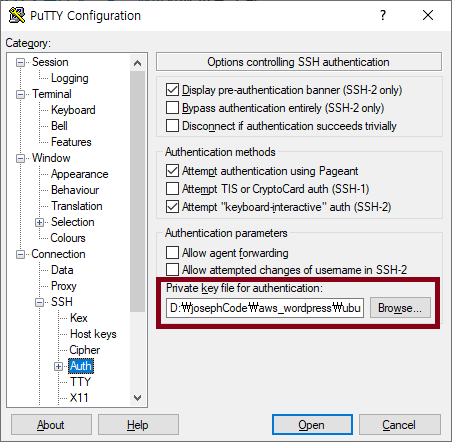 PuTTY Configuration
Category:
Session
Logging
Terminal
Keyboard
Bell
Features
Window
Appearance
Behaviour
Translation
Selection
Colours
Connection
Data
Proxy
SSH
Kex
Host keys
Cipher
Auth
TTY
X11
Options controlling SSH authentication
Display pre-authentication banner (SSH-2 only)
Bypass authentication entirely (SSH-2 only)
Disconnect if authentication succeeds trivially
Authentication methods
Attempt authentication using Pageant
Attempt TIS or CryptoCard auth (SSH-1)
Attempt "keyboard-interactive" auth (SSH-2)
Authentication parameters
Allow agent forwarding
Allow attempted changes of username in SSH-2
Private key file for authentication:
D:₩josephCode₩aws_wordpress₩ubu Browse...
About Help Open Cancel